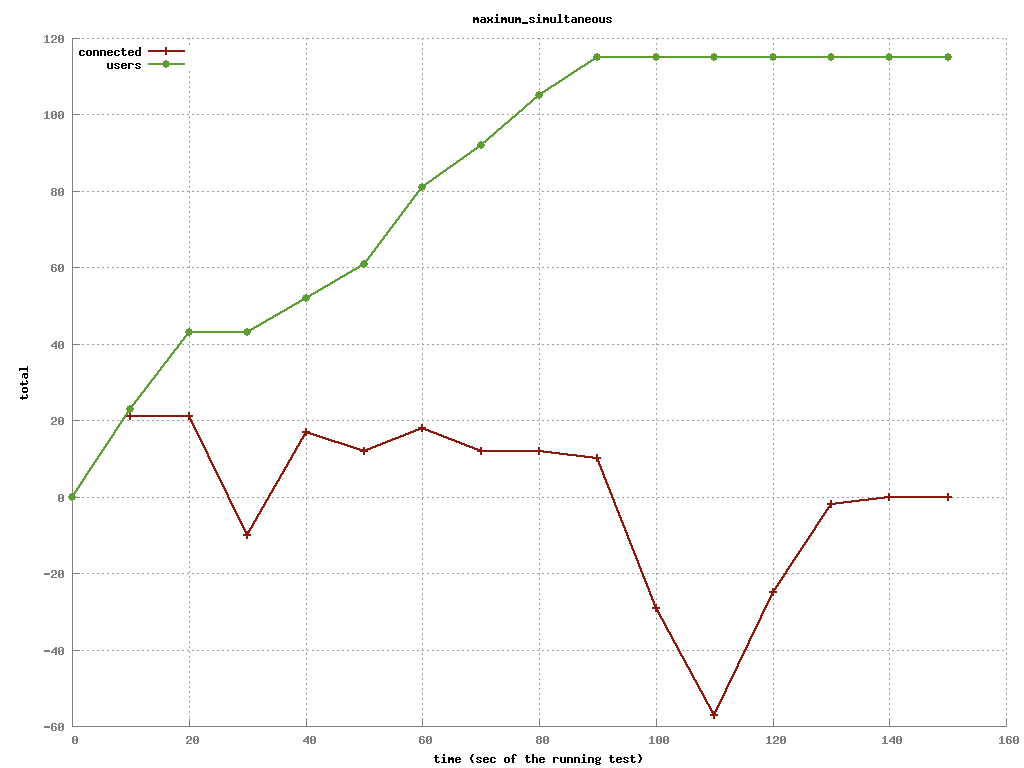 maximum_simultaneous
connected
users
120
100
80
60
40
20
0
-20
-40
-60
total
0 20 40 60 80 100 120 140 160
time (sec of the running test)